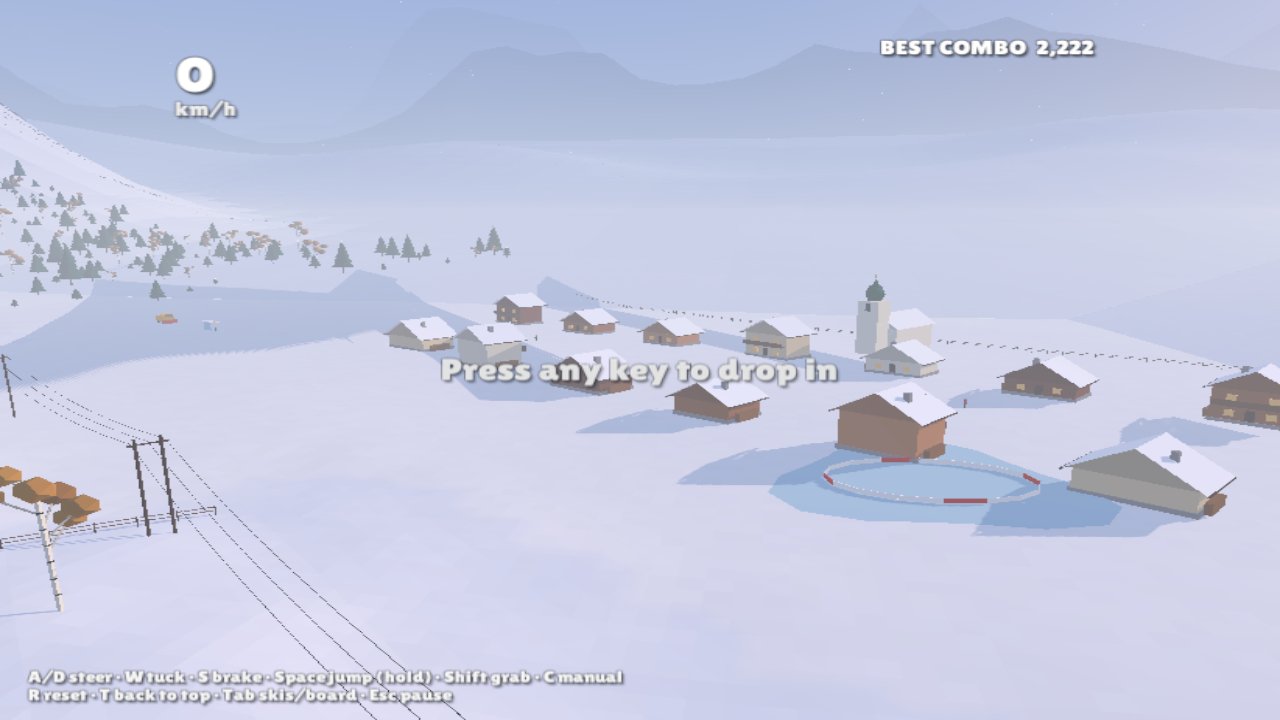 0
km/h
BEST COMBO 2,222
Press any key to drop in
A/D steer · W tuck · S brake · Space jump (hold) · Shift grab · C manual
R reset · T back to top · Tab skis/board · Esc pause